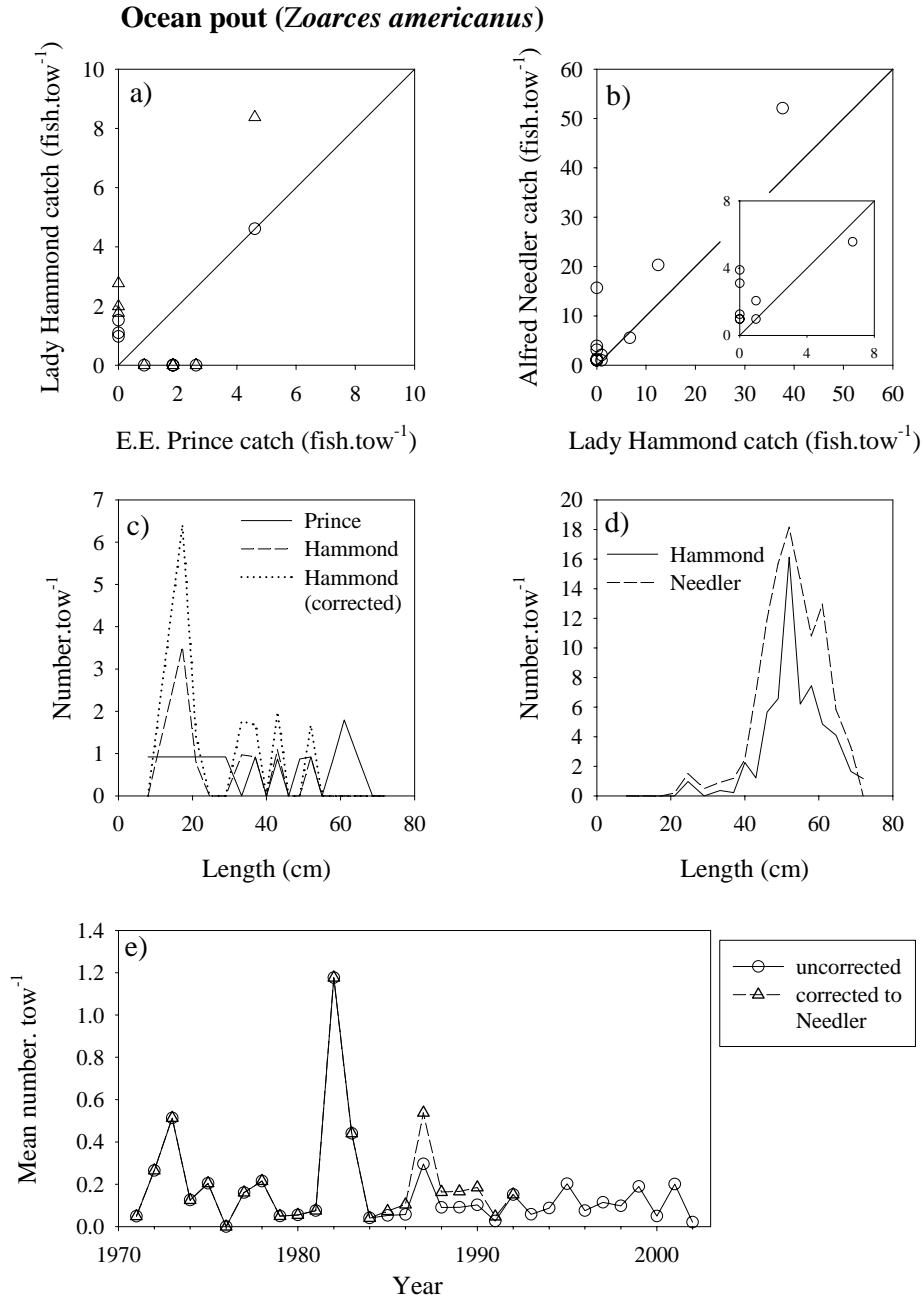 Ocean pout (Zoarces americanus)
a)
Lady Hammond catch (fish.tow-1)
10
8
6
4
2
0
0 2 4 6 8 10
E.E. Prince catch (fish.tow-1)
b)
Alfred Needler catch (fish.tow-1)
60
50
40
30
20
10
0
8
4
0
0 4 8
0 10 20 30 40 50 60
Lady Hammond catch (fish.tow-1)
c)
Number.tow-1
7
6
5
4
3
2
1
0
Prince
Hammond
Hammond
(corrected)
0 20 40 60 80
Length (cm)
d)
Number.tow-1
20
18
16
14
12
10
8
6
4
2
0
Hammond
Needler
0 20 40 60 80
Length (cm)
e)
Mean number. tow-1
1.4
1.2
1.0
0.8
0.6
0.4
0.2
0.0
1970 1980 1990 2000
Year
uncorrected
corrected to
Needler